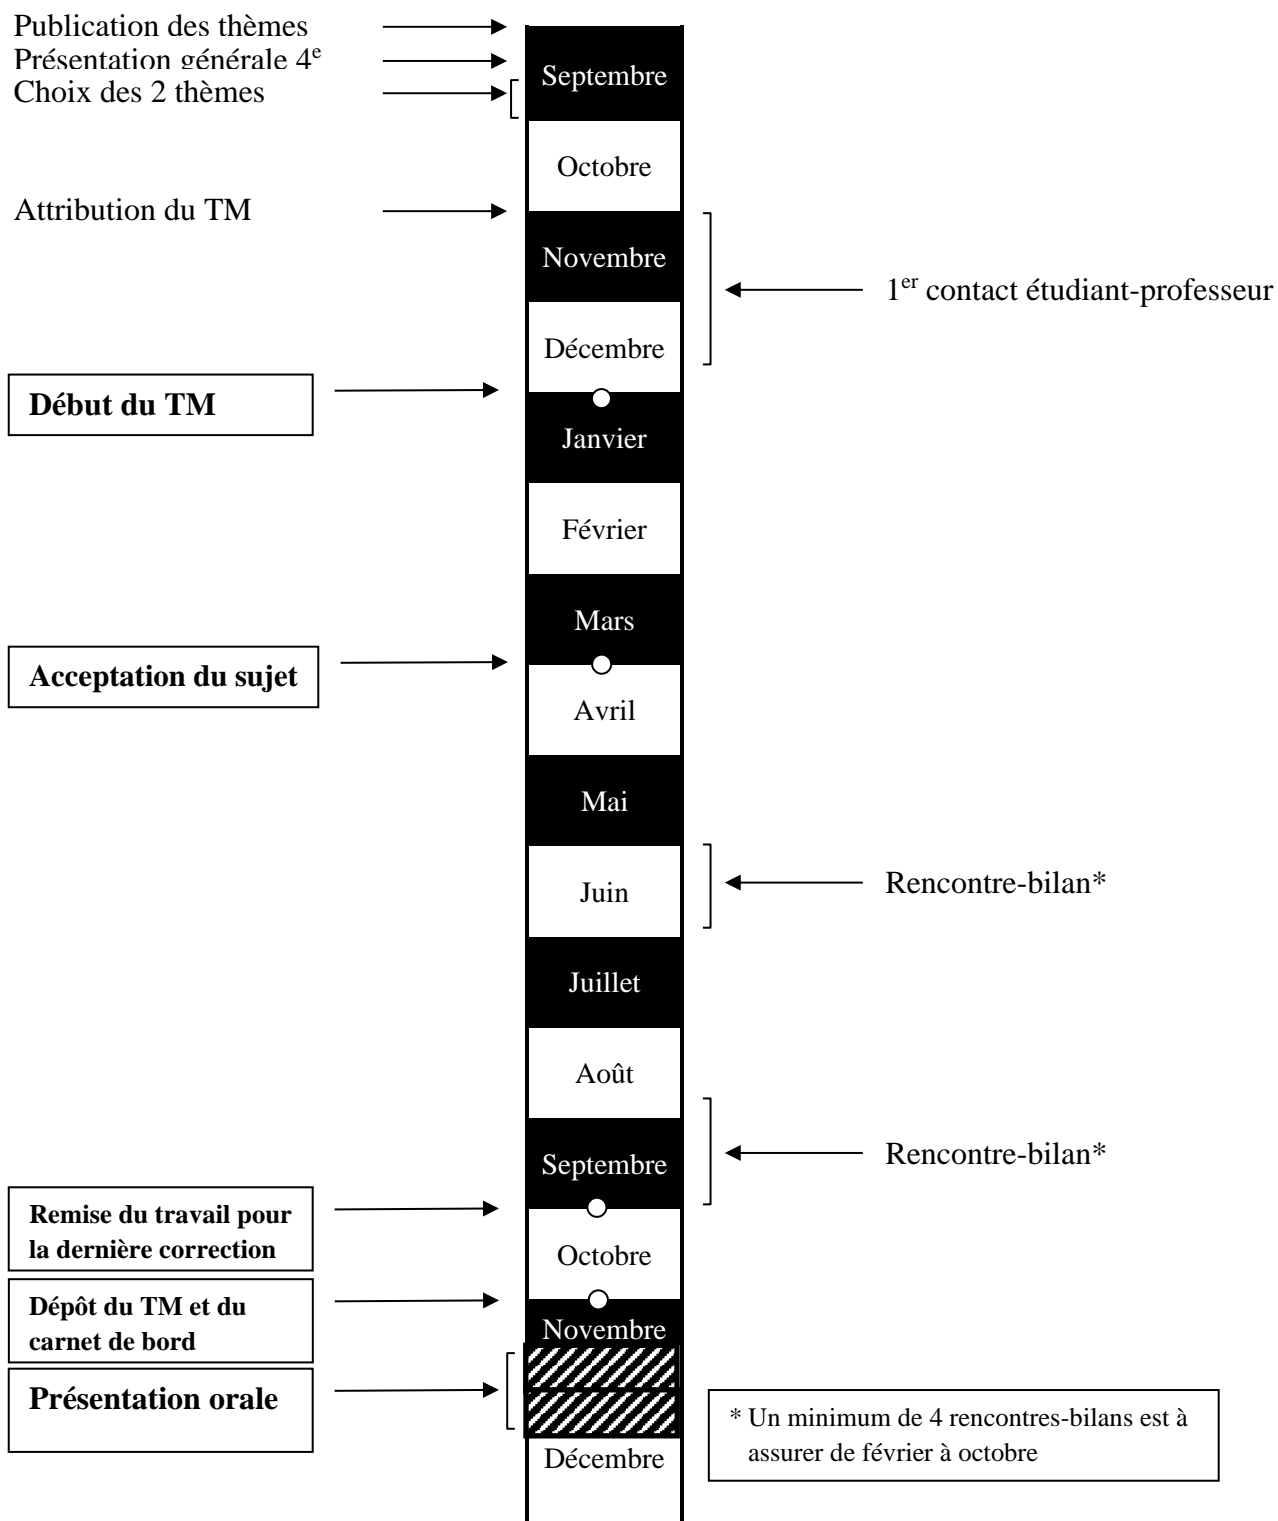 Publication des thèmes
Présentation générale 4e
Choix des 2 thèmes
Septembre
Octobre
Attribution du TM
Novembre
1er contact étudiant-professeur
Décembre
Début du TM
Janvier
Février
Mars
Acceptation du sujet
Avril
Mai
Juin
Rencontre-bilan*
Juillet
Août
Septembre
Rencontre-bilan*
Remise du travail pour
la dernière correction
Octobre
Dépôt du TM et du
carnet de bord
Novembre
Présentation orale
* Un minimum de 4 rencontres-bilans est à
assurer de février à octobre
Décembre